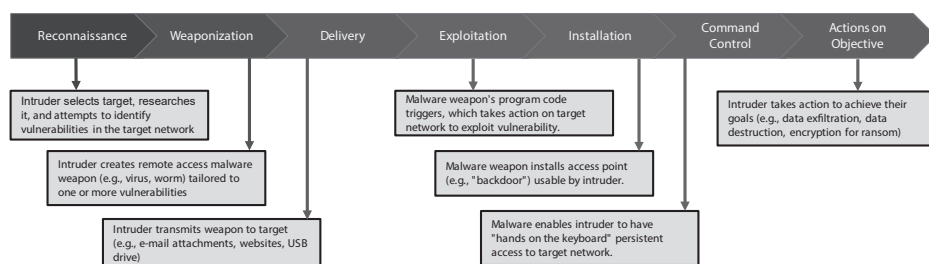 Reconnaissance
Weaponization
Delivery
Exploitation
Installation
Command
Control
Actions on
Objective
Intruder selects target, researches
it, and attempts to identify
vulnerabilities in the target network
Intruder creates remote access malware
weapon (e.g., virus, worm) tailored to
one or more vulnerabilities
Intruder transmits weapon to target
(e.g., e-mail attachments, websites, USB
drive)
Malware weapon's program code
triggers, which takes action on target
network to exploit vulnerability.
Malware weapon installs access point
(e.g., "backdoor") usable by intruder.
Malware enables intruder to have
"hands on the keyboard" persistent
access to target network.
Intruder takes action to achieve their
goals (e.g., data exfiltration, data
destruction, encryption for ransom)